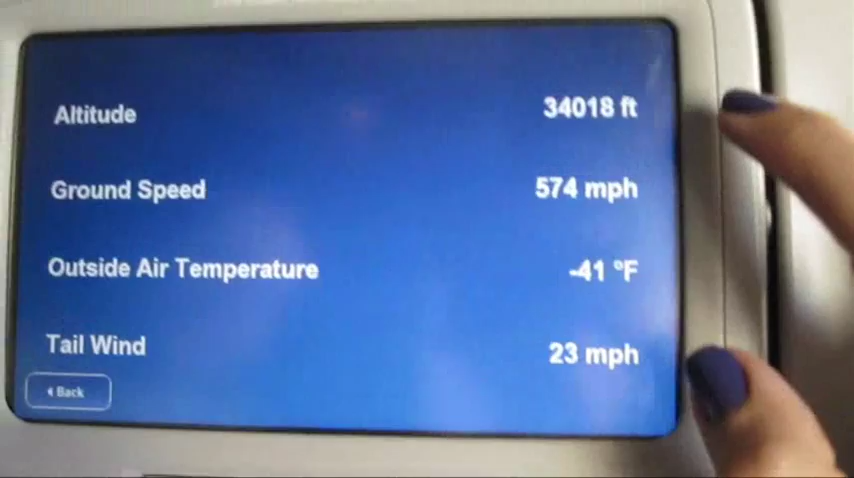 Altitude 34018 ft
Ground Speed 574 mph
Outside Air Temperature -41 °F
Tail Wind 23 mph
Back